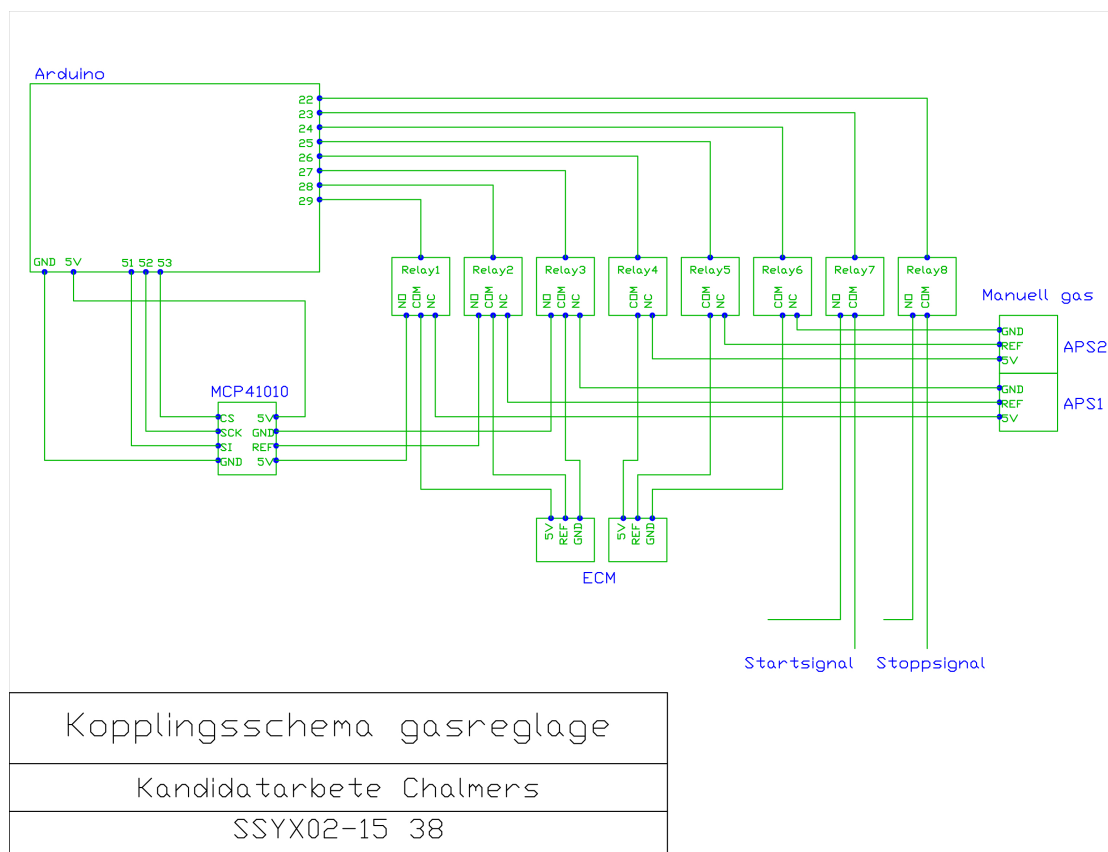 Arduino
22
23
24
25
26
27
28
29
GND 5V 51 52 53
Relay1 Relay2 Relay3 Relay4 Relay5 Relay6 Relay7 Relay8
NO COM NC NO COM NC NO COM NC COM NC COM NC COM NC NO COM NO COM
Manuell gas
GND
REF
5V
APS2
GND
REF
5V
APS1
MCP41010
CS 5V
SCK GND
SI REF
GND 5V
5V REF GND 5V REF GND
ECM
Startsignal Stoppsignal
Kopplingsschema gasreglage
Kandidatarbete Chalmers
SSYX02-15 38